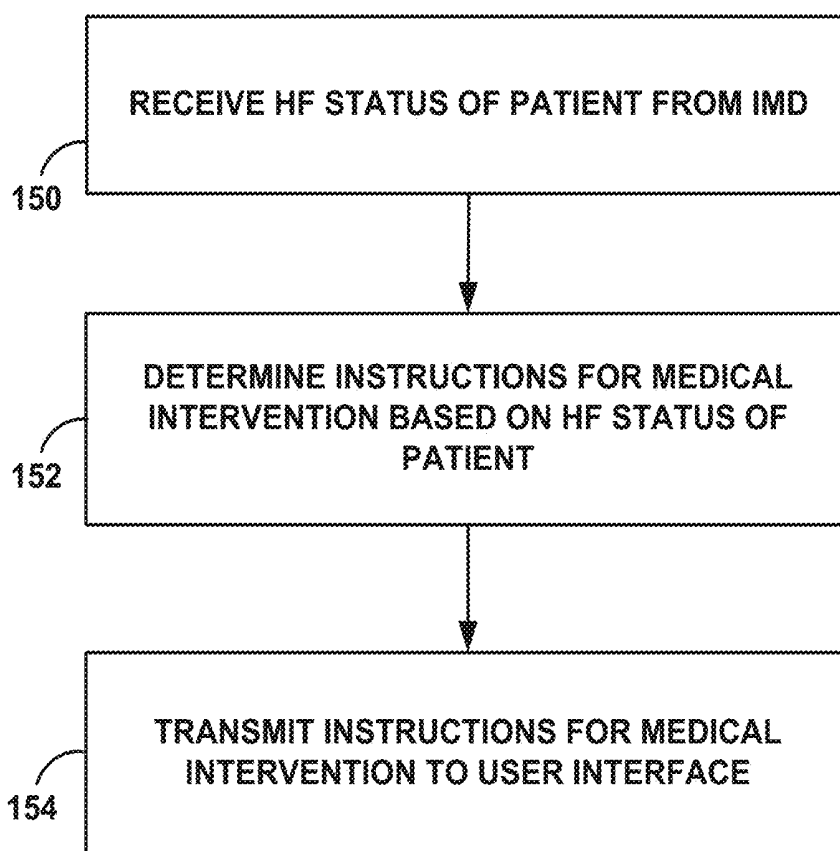 RECEIVE HF STATUS OF PATIENT FROM IMD
150
DETERMINE INSTRUCTIONS FOR MEDICAL
INTERVENTION BASED ON HF STATUS OF
PATIENT
152
TRANSMIT INSTRUCTIONS FOR MEDICAL
INTERVENTION TO USER INTERFACE
154